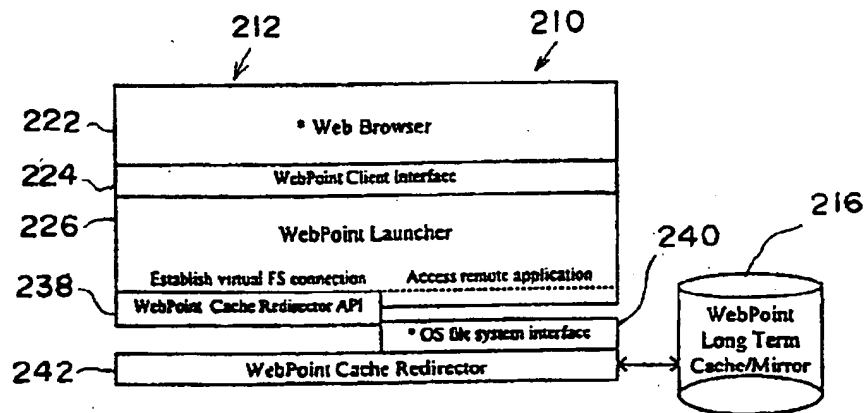 212
210
222
* Web Browser
224
WebPoint Client Interface
226
WebPoint Launcher
216
240
Establish virtual FS connection
Access remote application
238
WebPoint Cache Redirector API
* OS file system interface
WebPoint
Long Term
Cache/Mirror
242
WebPoint Cache Redirector